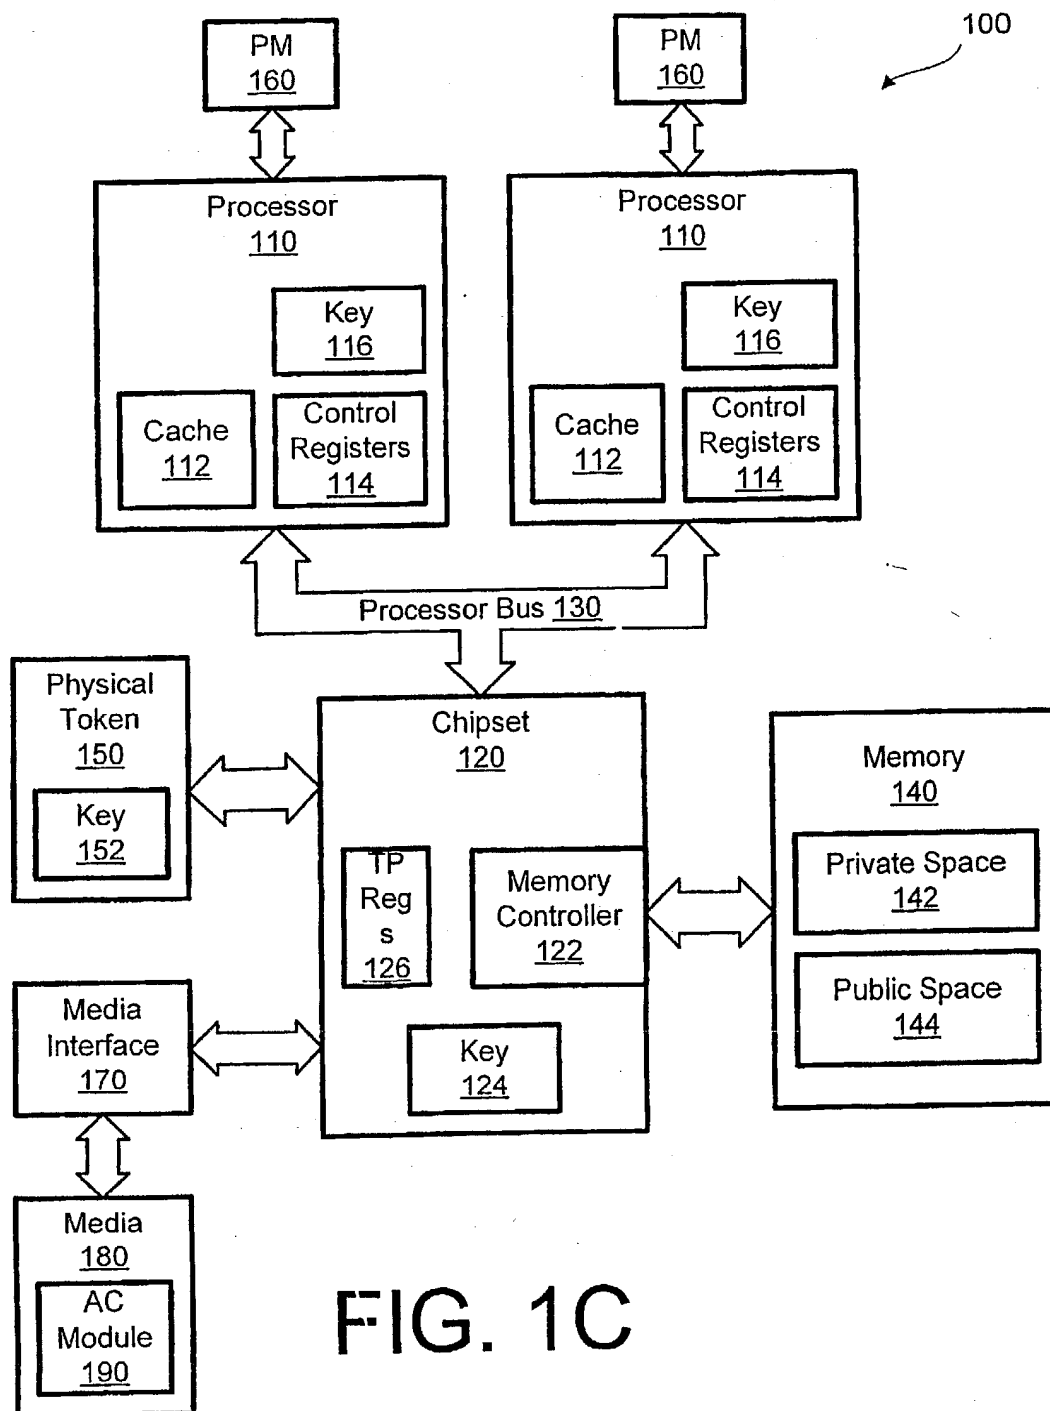 100
PM
160
PM
160
Processor
110
Key
116
Cache
112
Control
Registers
114
Processor
110
Key
116
Cache
112
Control
Registers
114
Processor Bus 130
Physical
Token
150
Key
152
Chipset
120
TP
Reg
s
126
Memory
Controller
122
Key
124
Memory
140
Private Space
142
Public Space
144
Media
Interface
170
Media
180
AC
Module
190
FIG. 1C